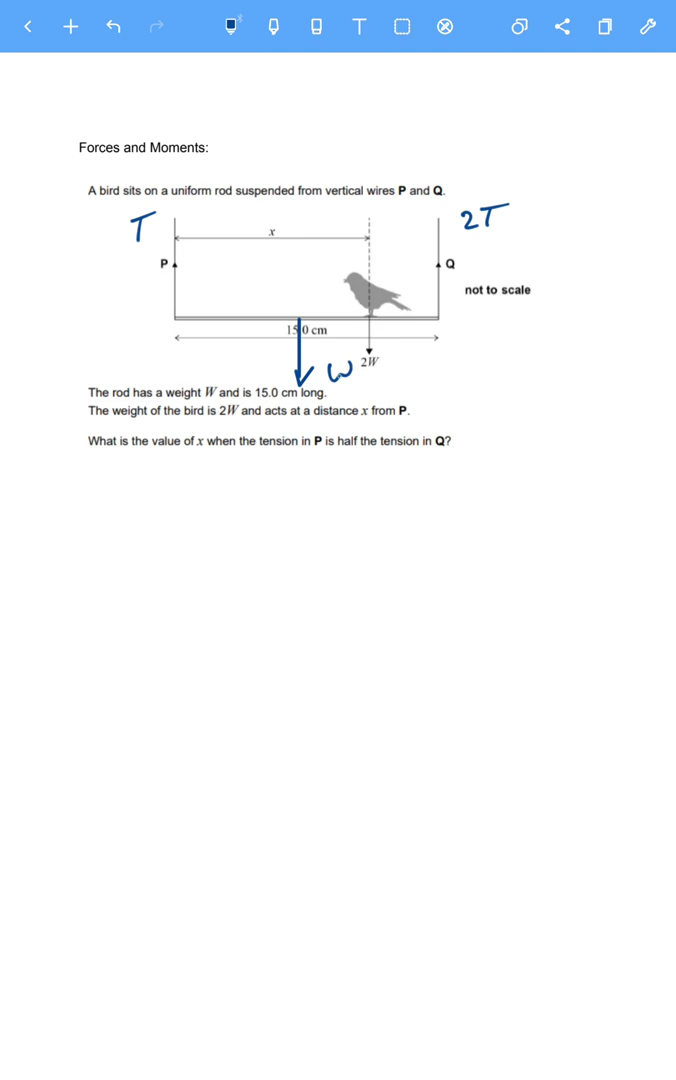 T
Forces and Moments:
A bird sits on a uniform rod suspended from vertical wires P and Q.
T
2T
x
P
Q
not to scale
15.0 cm
2W
W
The rod has a weight W and is 15.0 cm long.
The weight of the bird is 2W and acts at a distance x from P.
What is the value of x when the tension in P is half the tension in Q?